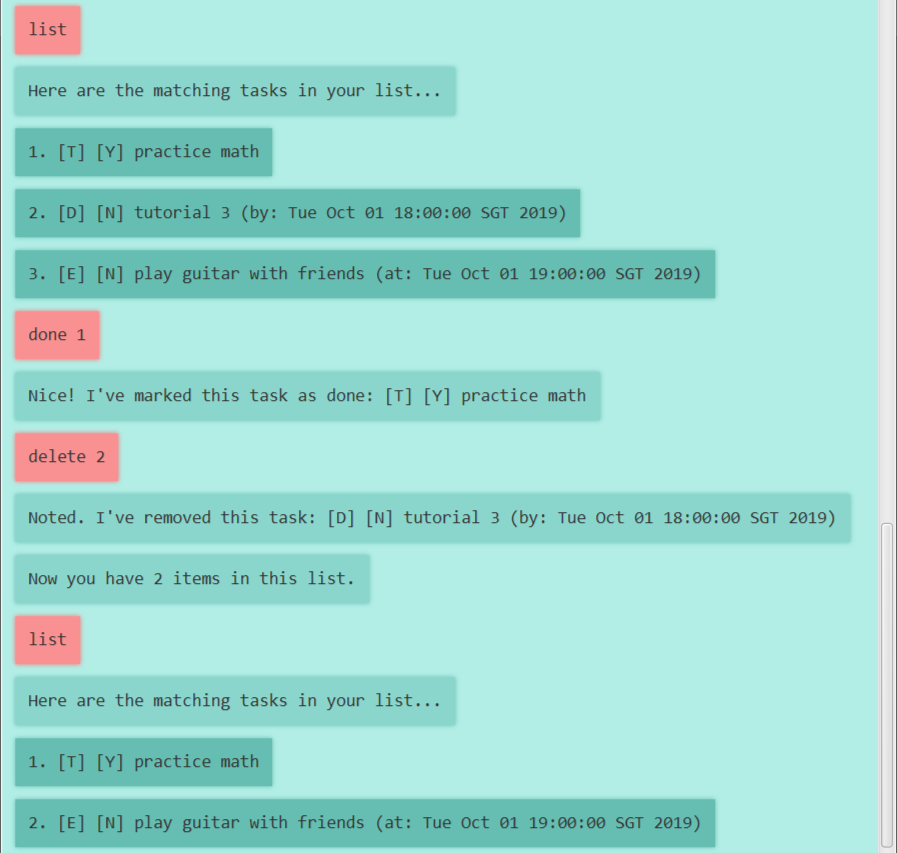 list
Here are the matching tasks in your list...
1. [T] [Y] practice math
2. [D] [N] tutorial 3 (by: Tue Oct 01 18:00:00 SGT 2019)
3. [E] [N] play guitar with friends (at: Tue Oct 01 19:00:00 SGT 2019)
done 1
Nice! I've marked this task as done: [T] [Y] practice math
delete 2
Noted. I've removed this task: [D] [N] tutorial 3 (by: Tue Oct 01 18:00:00 SGT 2019)
Now you have 2 items in this list.
list
Here are the matching tasks in your list...
1. [T] [Y] practice math
2. [E] [N] play guitar with friends (at: Tue Oct 01 19:00:00 SGT 2019)